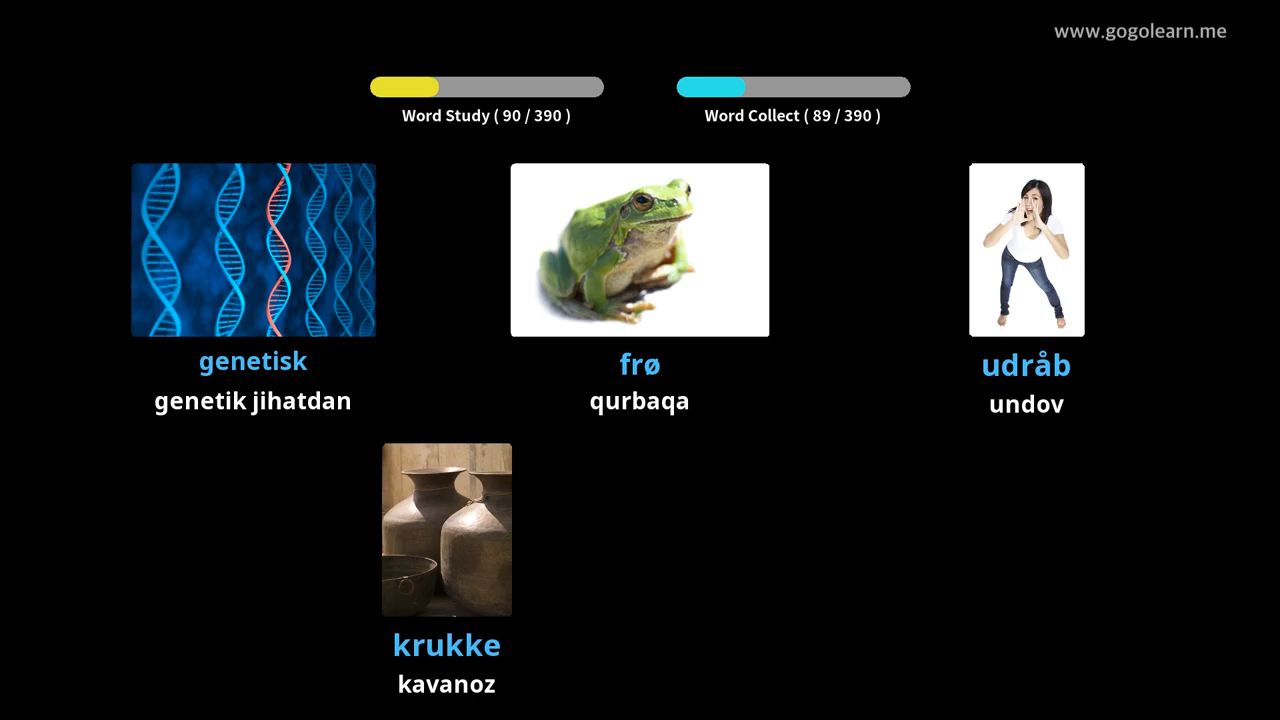 www.gogolearn.me
Word Study ( 90 / 390 )
Word Collect ( 89 / 390 )
genetisk
genetik jihatdan
frø
qurbaqa
udråb
undov
krukke
kavanoz